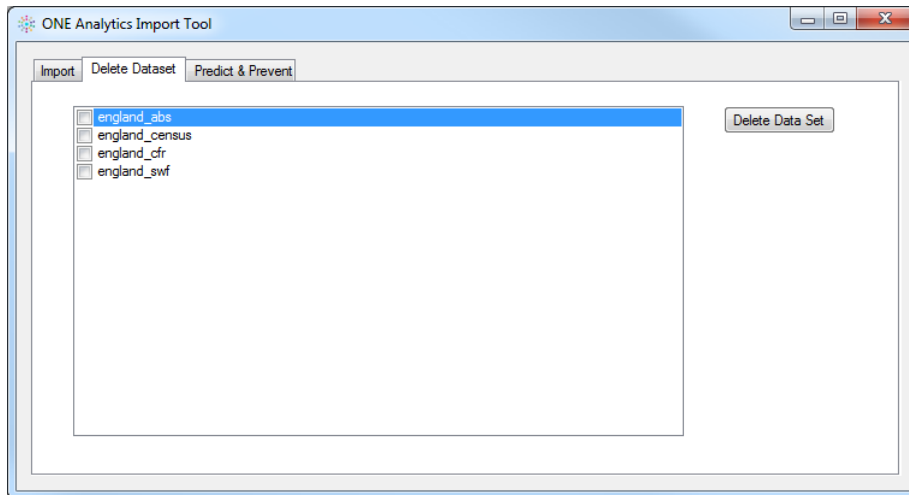 ONE Analytics Import Tool
Import Delete Dataset Predict & Prevent
england_abs Delete Data Set
england_census
england_cfr
england_swf